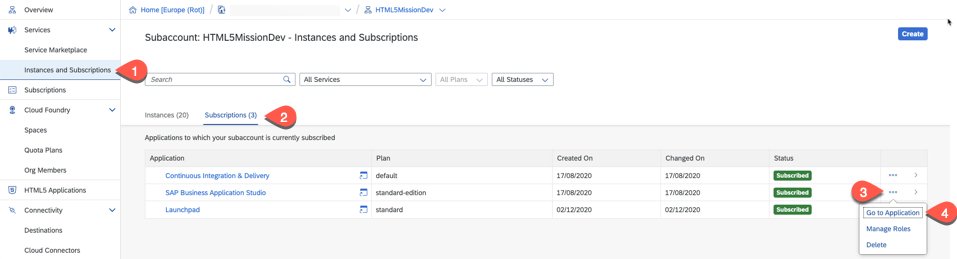 Overview
Home [Europe (Rot)] / / HTML5MissionDev
Services
Subaccount: HTML5MissionDev - Instances and Subscriptions
Create
Service Marketplace
Instances and Subscriptions
1
Search
All Services
All Plans
All Statuses
Subscriptions
Cloud Foundry
Instances (20)
Subscriptions (3)
2
Spaces
Applications to which your subaccount is currently subscribed
Quota Plans
Application Plan Created On Changed On Status
Org Members
Continuous Integration & Delivery default 17/08/2020 17/08/2020 Subscribed
HTML5 Applications
SAP Business Application Studio standard-edition 17/08/2020 17/08/2020 Subscribed
3
Connectivity
Launchpad standard 02/12/2020 02/12/2020 Subscribed
Go to Application
4
Destinations
Manage Roles
Cloud Connectors
Delete